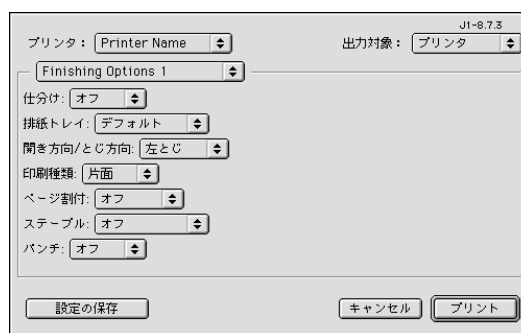 J1-8.7.3
プリンタ： Printer Name 出力対象： プリンタ
Finishing Options 1
仕分け: オフ
排紙トレイ: デフォルト
開き方向/とじ方向: 左とじ
印刷種類: 片面
ページ割付: オフ
ステープル: オフ
パンチ: オフ
設定の保存 キャンセル プリント